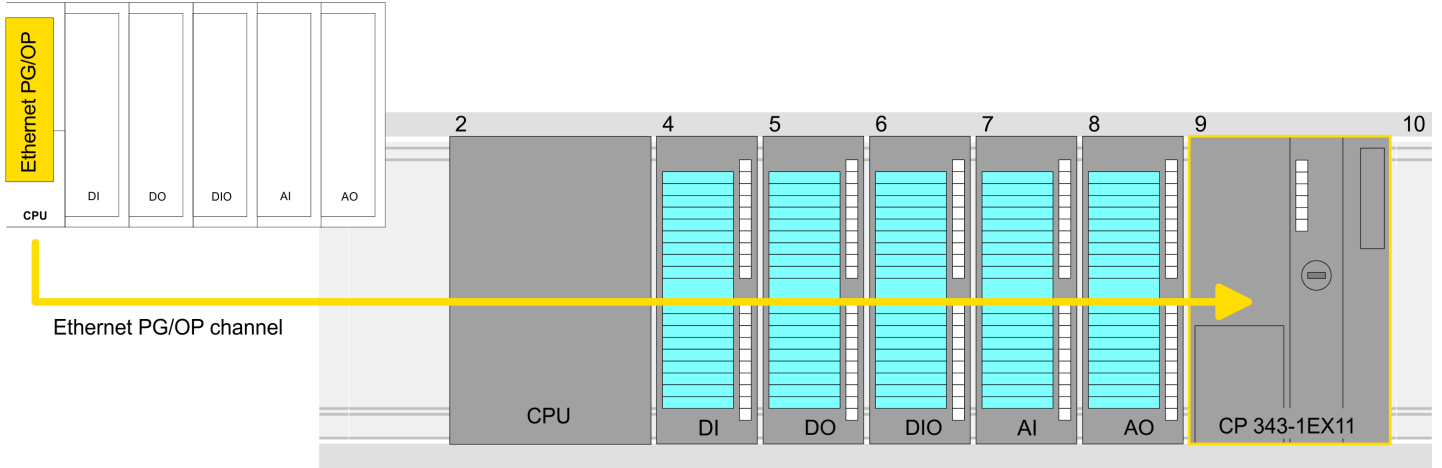 Ethernet PG/OP
CPU
DI
DO
DIO
AI
AO
Ethernet PG/OP channel
2
4
5
6
7
8
9
10
CPU
DI
DO
DIO
AI
AO
CP 343-1EX11